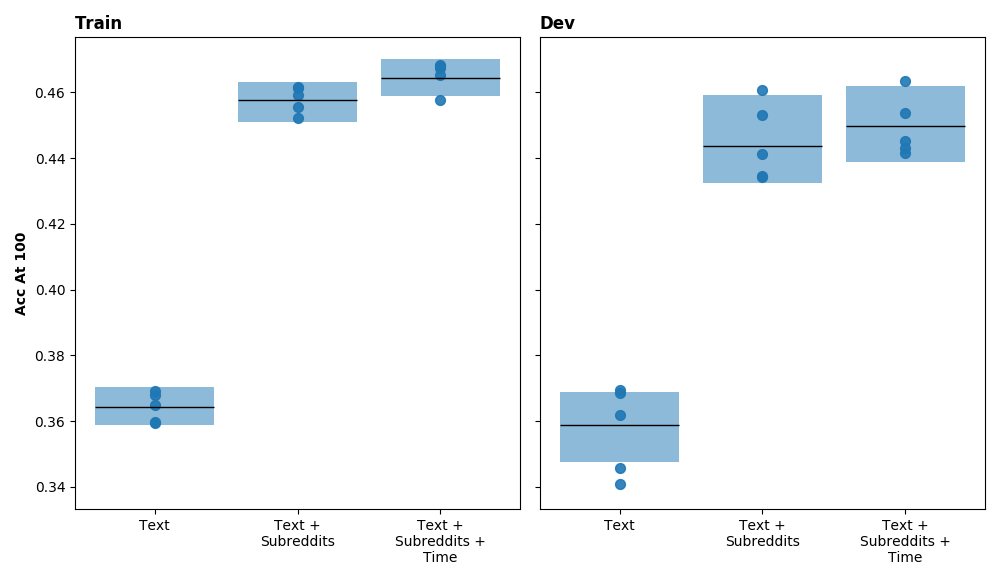 Train
Dev
Acc At 100
0.46
0.44
0.42
0.40
0.38
0.36
0.34
Text
Text +
Subreddits
Text +
Subreddits +
Time
Text
Text +
Subreddits
Text +
Subreddits +
Time